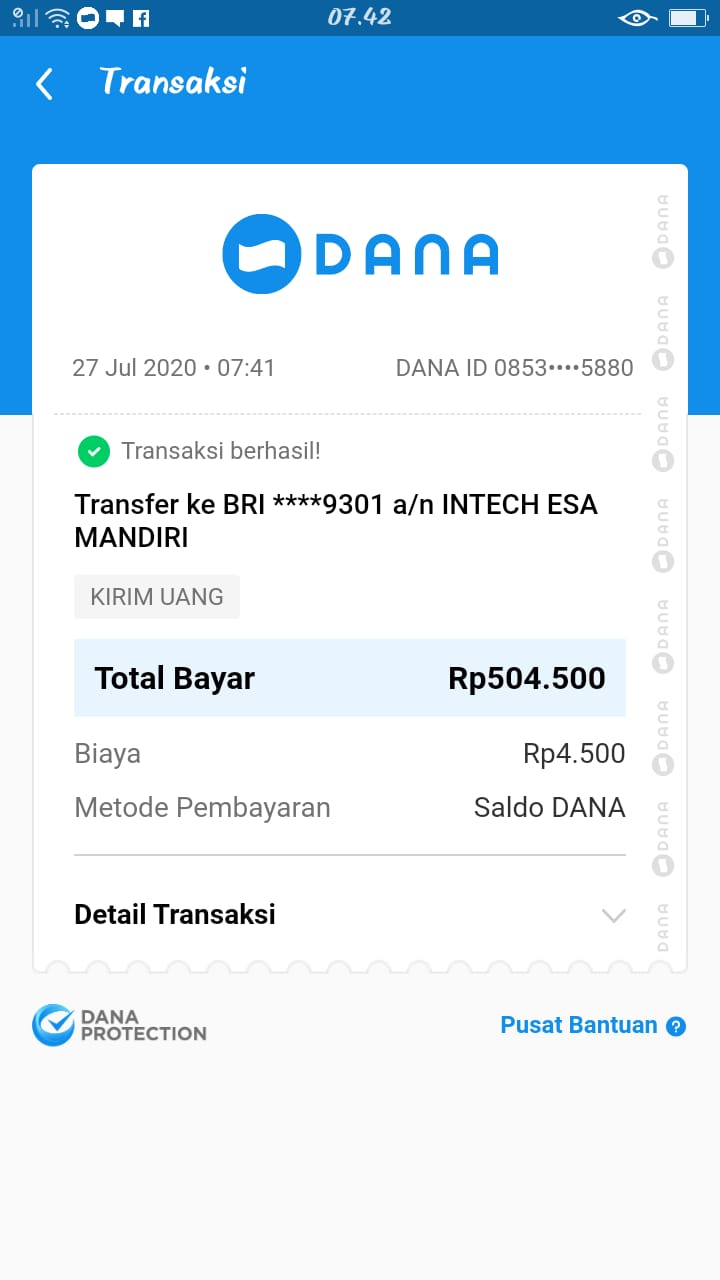 07.42
Transaksi
DANA
27 Jul 2020 • 07:41 DANA ID 0853••••5880
Transaksi berhasil!
Transfer ke BRI ****9301 a/n INTECH ESA
MANDIRI
KIRIM UANG
Total Bayar Rp504.500
Biaya Rp4.500
Metode Pembayaran Saldo DANA
Detail Transaksi
DANA
DANA
DANA
DANA
DANA
DANA
DANA
DANA
DANA
PROTECTION
Pusat Bantuan ?